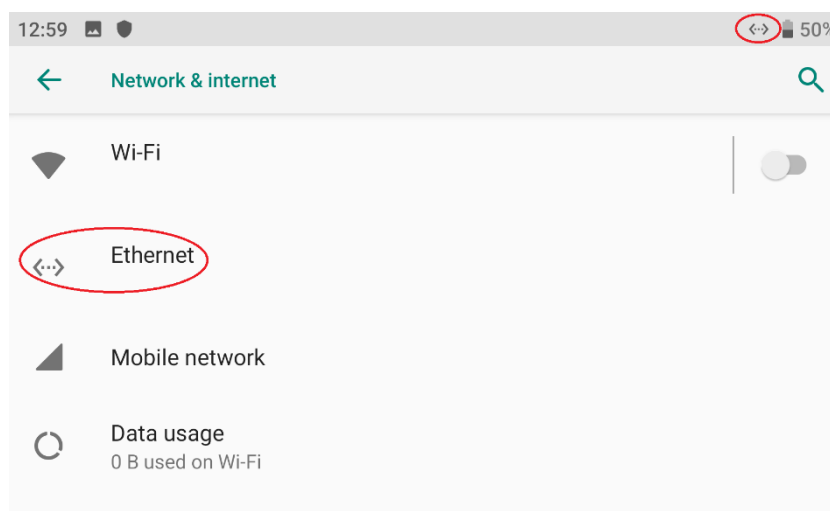 12:59 50%
Network & internet
Wi-Fi
Ethernet
Mobile network
Data usage
0 B used on Wi-Fi